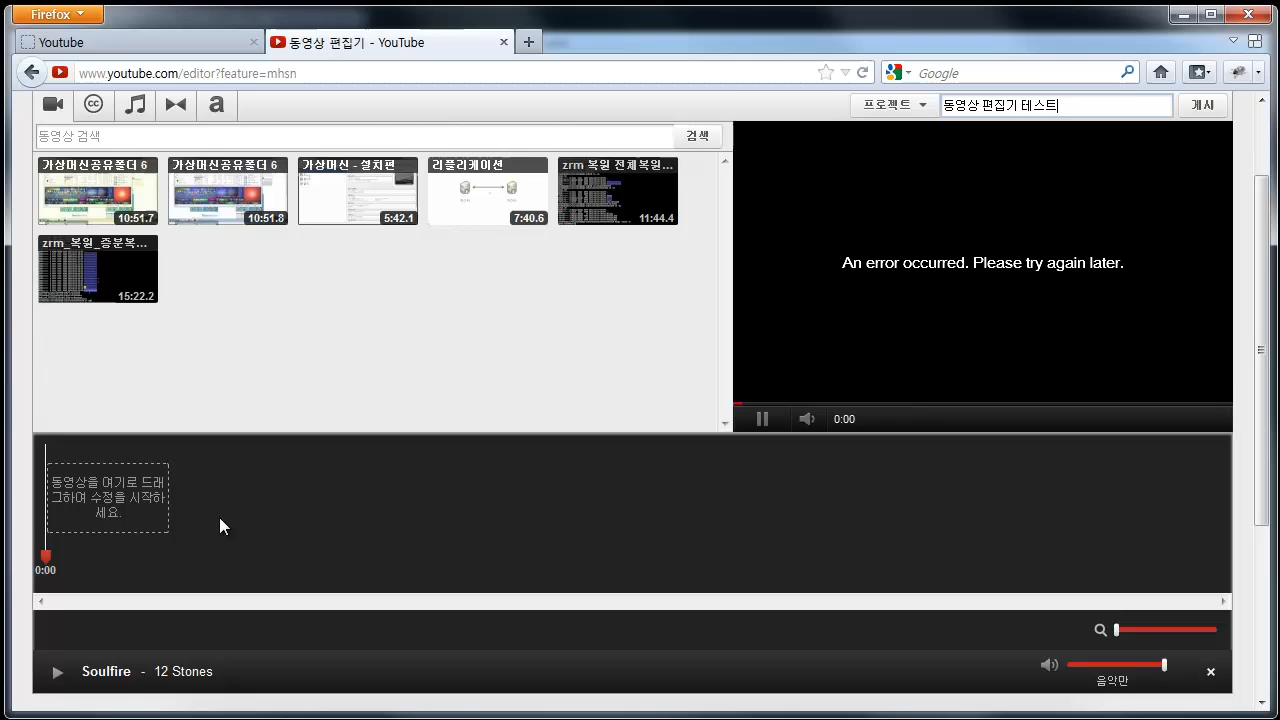 Firefox
Youtube
동영상 편집기 - YouTube
www.youtube.com/editor?feature=mhsn
Google
cc
a
프로젝트
동영상 편집기 테스트
게시
동영상 검색
검색
가상머신공유폴더 6
10:51.7
가상머신공유폴더 6
10:51.8
가상머신 - 설치편
5:42.1
리플리케이션
7:40.6
zrm 복원 전체복원...
11:44.4
zrm_복원_증분복...
15:22.2
An error occurred. Please try again later.
0:00
동영상을 여기로 드래
그하여 수정을 시작하
세요.
0:00
Soulfire - 12 Stones
음악만